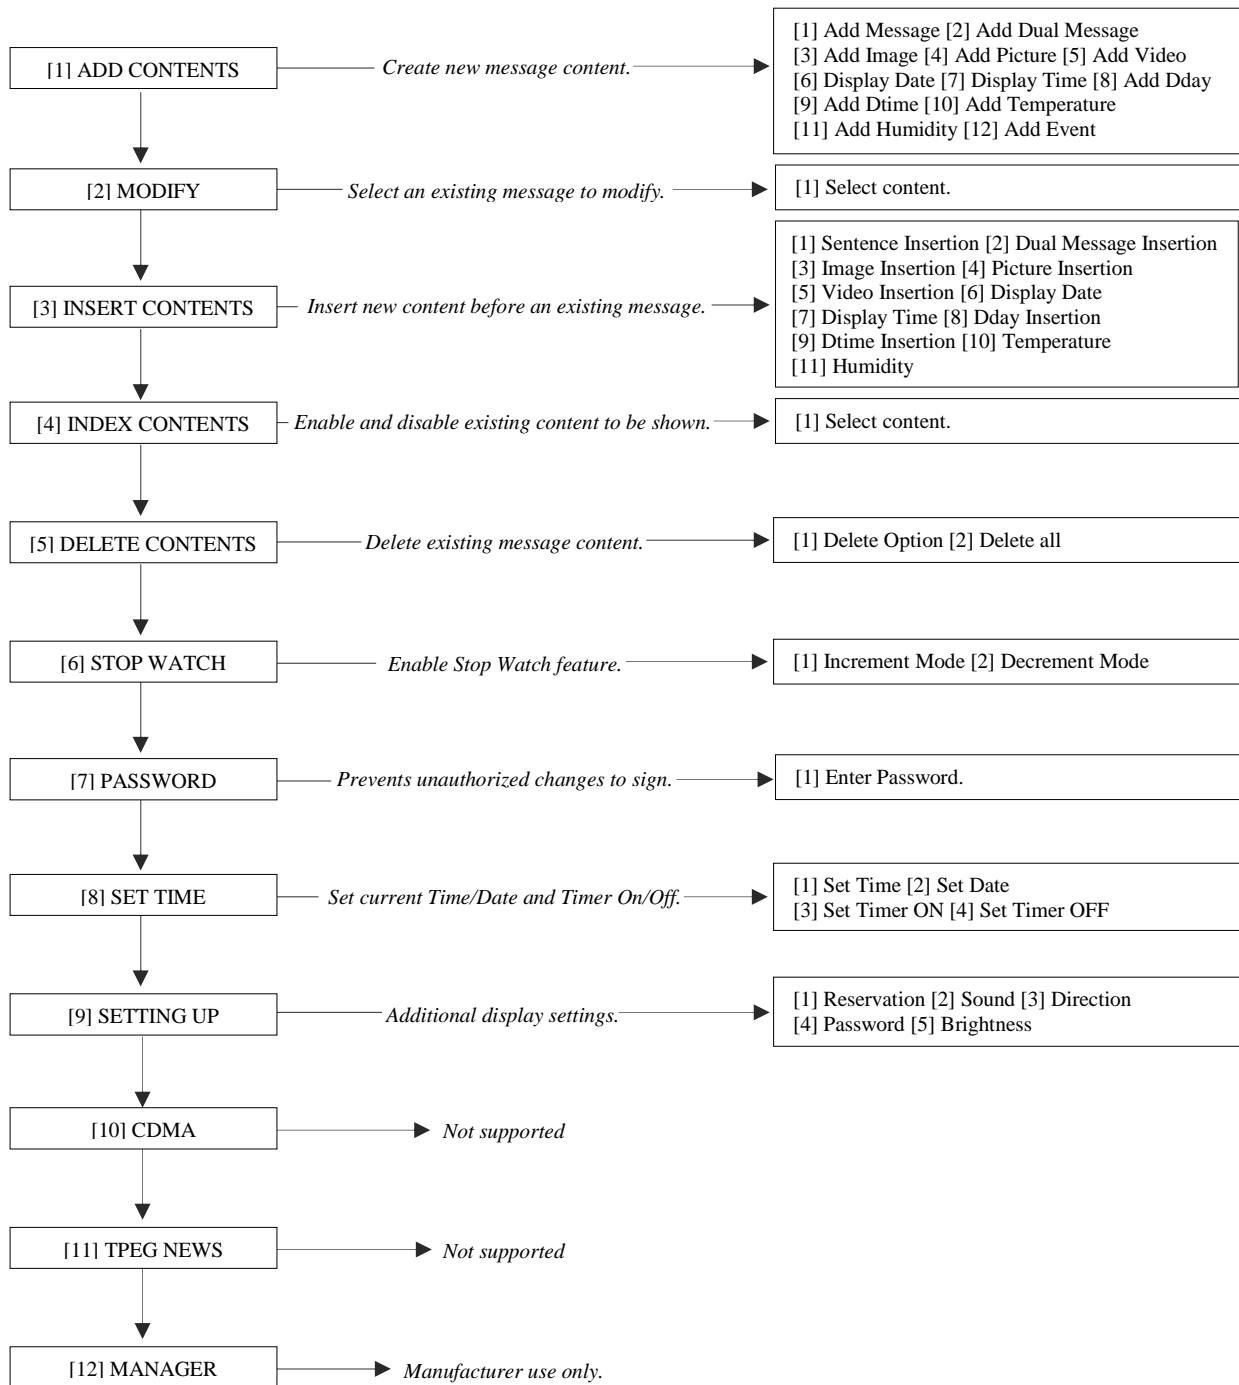 [1] ADD CONTENTS
Create new message content.
[1] Add Message [2] Add Dual Message
[3] Add Image [4] Add Picture [5] Add Video
[6] Display Date [7] Display Time [8] Add Dday
[9] Add Dtime [10] Add Temperature
[11] Add Humidity [12] Add Event
[2] MODIFY
Select an existing message to modify.
[1] Select content.
[3] INSERT CONTENTS
Insert new content before an existing message.
[1] Sentence Insertion [2] Dual Message Insertion
[3] Image Insertion [4] Picture Insertion
[5] Video Insertion [6] Display Date
[7] Display Time [8] Dday Insertion
[9] Dtime Insertion [10] Temperature
[11] Humidity
[4] INDEX CONTENTS
Enable and disable existing content to be shown.
[1] Select content.
[5] DELETE CONTENTS
Delete existing message content.
[1] Delete Option [2] Delete all
[6] STOP WATCH
Enable Stop Watch feature.
[1] Increment Mode [2] Decrement Mode
[7] PASSWORD
Prevents unauthorized changes to sign.
[1] Enter Password.
[8] SET TIME
Set current Time/Date and Timer On/Off.
[1] Set Time [2] Set Date
[3] Set Timer ON [4] Set Timer OFF
[9] SETTING UP
Additional display settings.
[1] Reservation [2] Sound [3] Direction
[4] Password [5] Brightness
[10] CDMA
Not supported
[11] TPEG NEWS
Not supported
[12] MANAGER
Manufacturer use only.